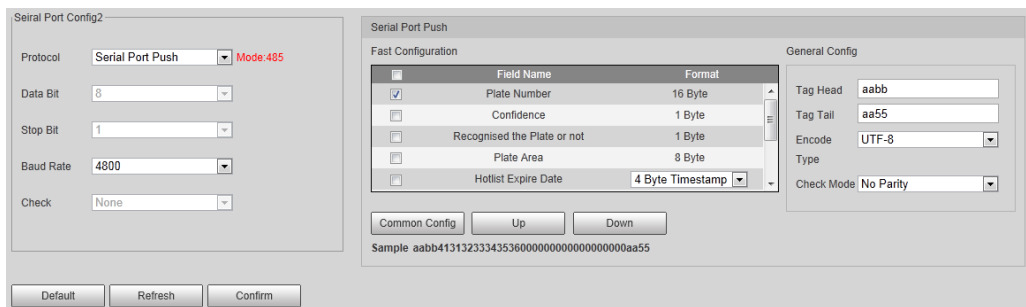 Seiral Port Config2
Protocol Serial Port Push Mode:485
Data Bit 8
Stop Bit 1
Baud Rate 4800
Check None
Default Refresh Confirm
Serial Port Push
Fast Configuration
Field Name Format
Plate Number 16 Byte
Confidence 1 Byte
Recognised the Plate or not 1 Byte
Plate Area 8 Byte
Hotlist Expire Date 4 Byte Timestamp
Common Config Up Down
Sample aabb41313233343536000000000000000000aa55
General Config
Tag Head aabb
Tag Tail aa55
Encode UTF-8
Type
Check Mode No Parity